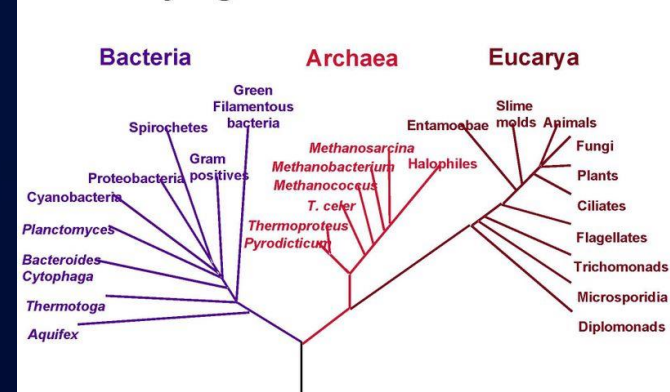 Bacteria
Archaea
Eucarya
Green
Filamentous
bacteria
Spirochetes
Gram
positives
Proteobacteria
Cyanobacteria
Planctomyces
Bacteroides
Cytophaga
Thermotoga
Aquifex
Methanosarcina
Methanobacterium
Halophiles
Methanococcus
T. celer
Thermoproteus
Pyrodicticum
Entamoebae
Slime
molds
Animals
Fungi
Plants
Ciliates
Flagellates
Trichomonads
Microsporidia
Diplomonads